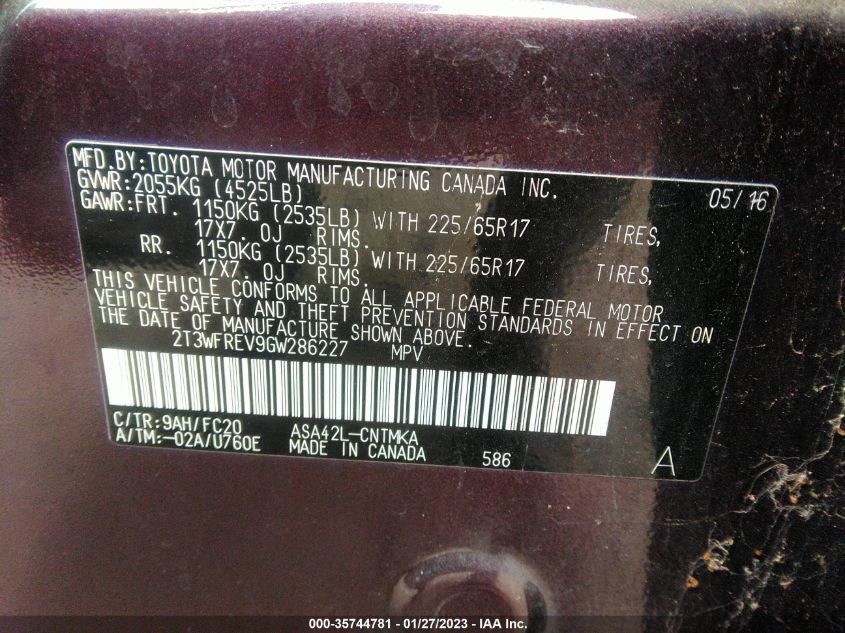 MFD.BY:TOYOTA MOTOR MANUFACTURING CANADA INC. 05/16
GVWR:2055KG (4525LB)
GAWR:FRT. 1150KG (2535LB) WITH 225/65R17 TIRES,
17X7. 0J RIMS.
RR. 1150KG (2535LB) WITH 225/65R17 TIRES,
17X7. 0J RIMS.
THIS VEHICLE CONFORMS TO ALL APPLICABLE FEDERAL MOTOR
VEHICLE SAFETY AND THEFT PREVENTION STANDARDS IN EFFECT ON
THE DATE OF MANUFACTURE SHOWN ABOVE.
2T3WFREV9GW286227 MPV
C/TR:9AH/FC20 ASA42L-CNTMKA
A/TM:-02A/U760E MADE IN CANADA 586 A
000-35744781 — 01/27/2023 - IAA Inc.